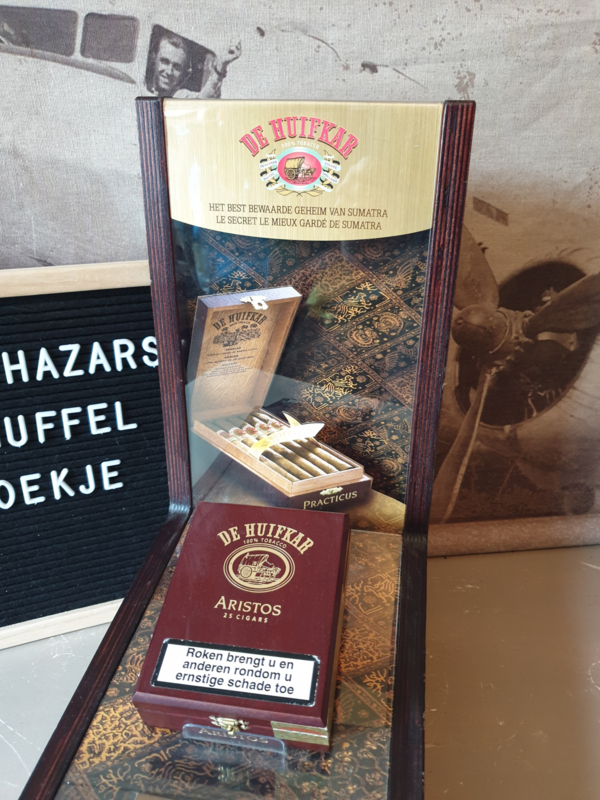 DE HUIFKAR
100% TOBACCO
HET BEST BEWAARDE GEHEIM VAN SUMATRA
LE SECRET LE MIEUX GARDÉ DE SUMATRA
DE HUIFKAR
PRACTICUS
HAZARS
UFFEL
OEKJE
DE HUIFKAR
100% TOBACCO
ARISTOS
25 CIGARS
Roken brengt u en
anderen rondom u
ernstige schade toe
ARISTOS